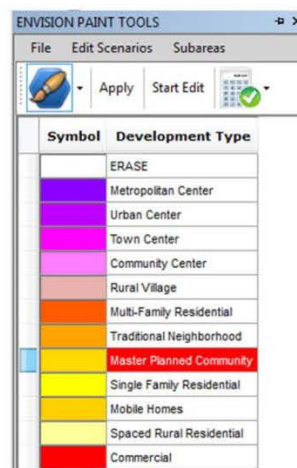 ENVISION PAINT TOOLS
File Edit Scenarios Subareas
Apply Start Edit
Symbol Development Type
ERASE
Metropolitan Center
Urban Center
Town Center
Community Center
Rural Village
Multi-Family Residential
Traditional Neighborhood
Master Planned Community
Single Family Residential
Mobile Homes
Spaced Rural Residential
Commercial